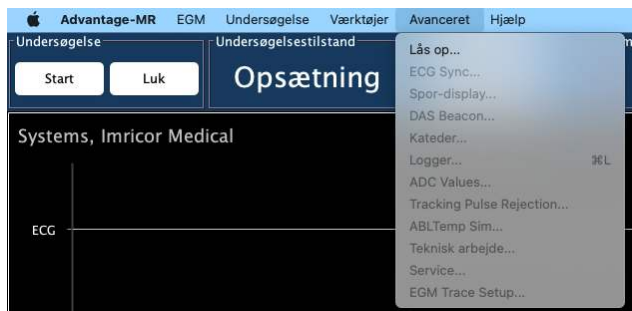 Advantage-MR EGM Undersøgelse Værktøjer Avanceret Hjælp
Undersøgelse
Start Luk
Undersøgelsestilstand
Opsætning
Lås op...
ECG Sync...
Spor-display...
DAS Beacon...
Kateder...
Logger... ⌘L
ADC Values...
Tracking Pulse Rejection...
ABLTemp Sim...
Teknisk arbejde...
Service...
EGM Trace Setup...
Systems, Imricor Medical
ECG